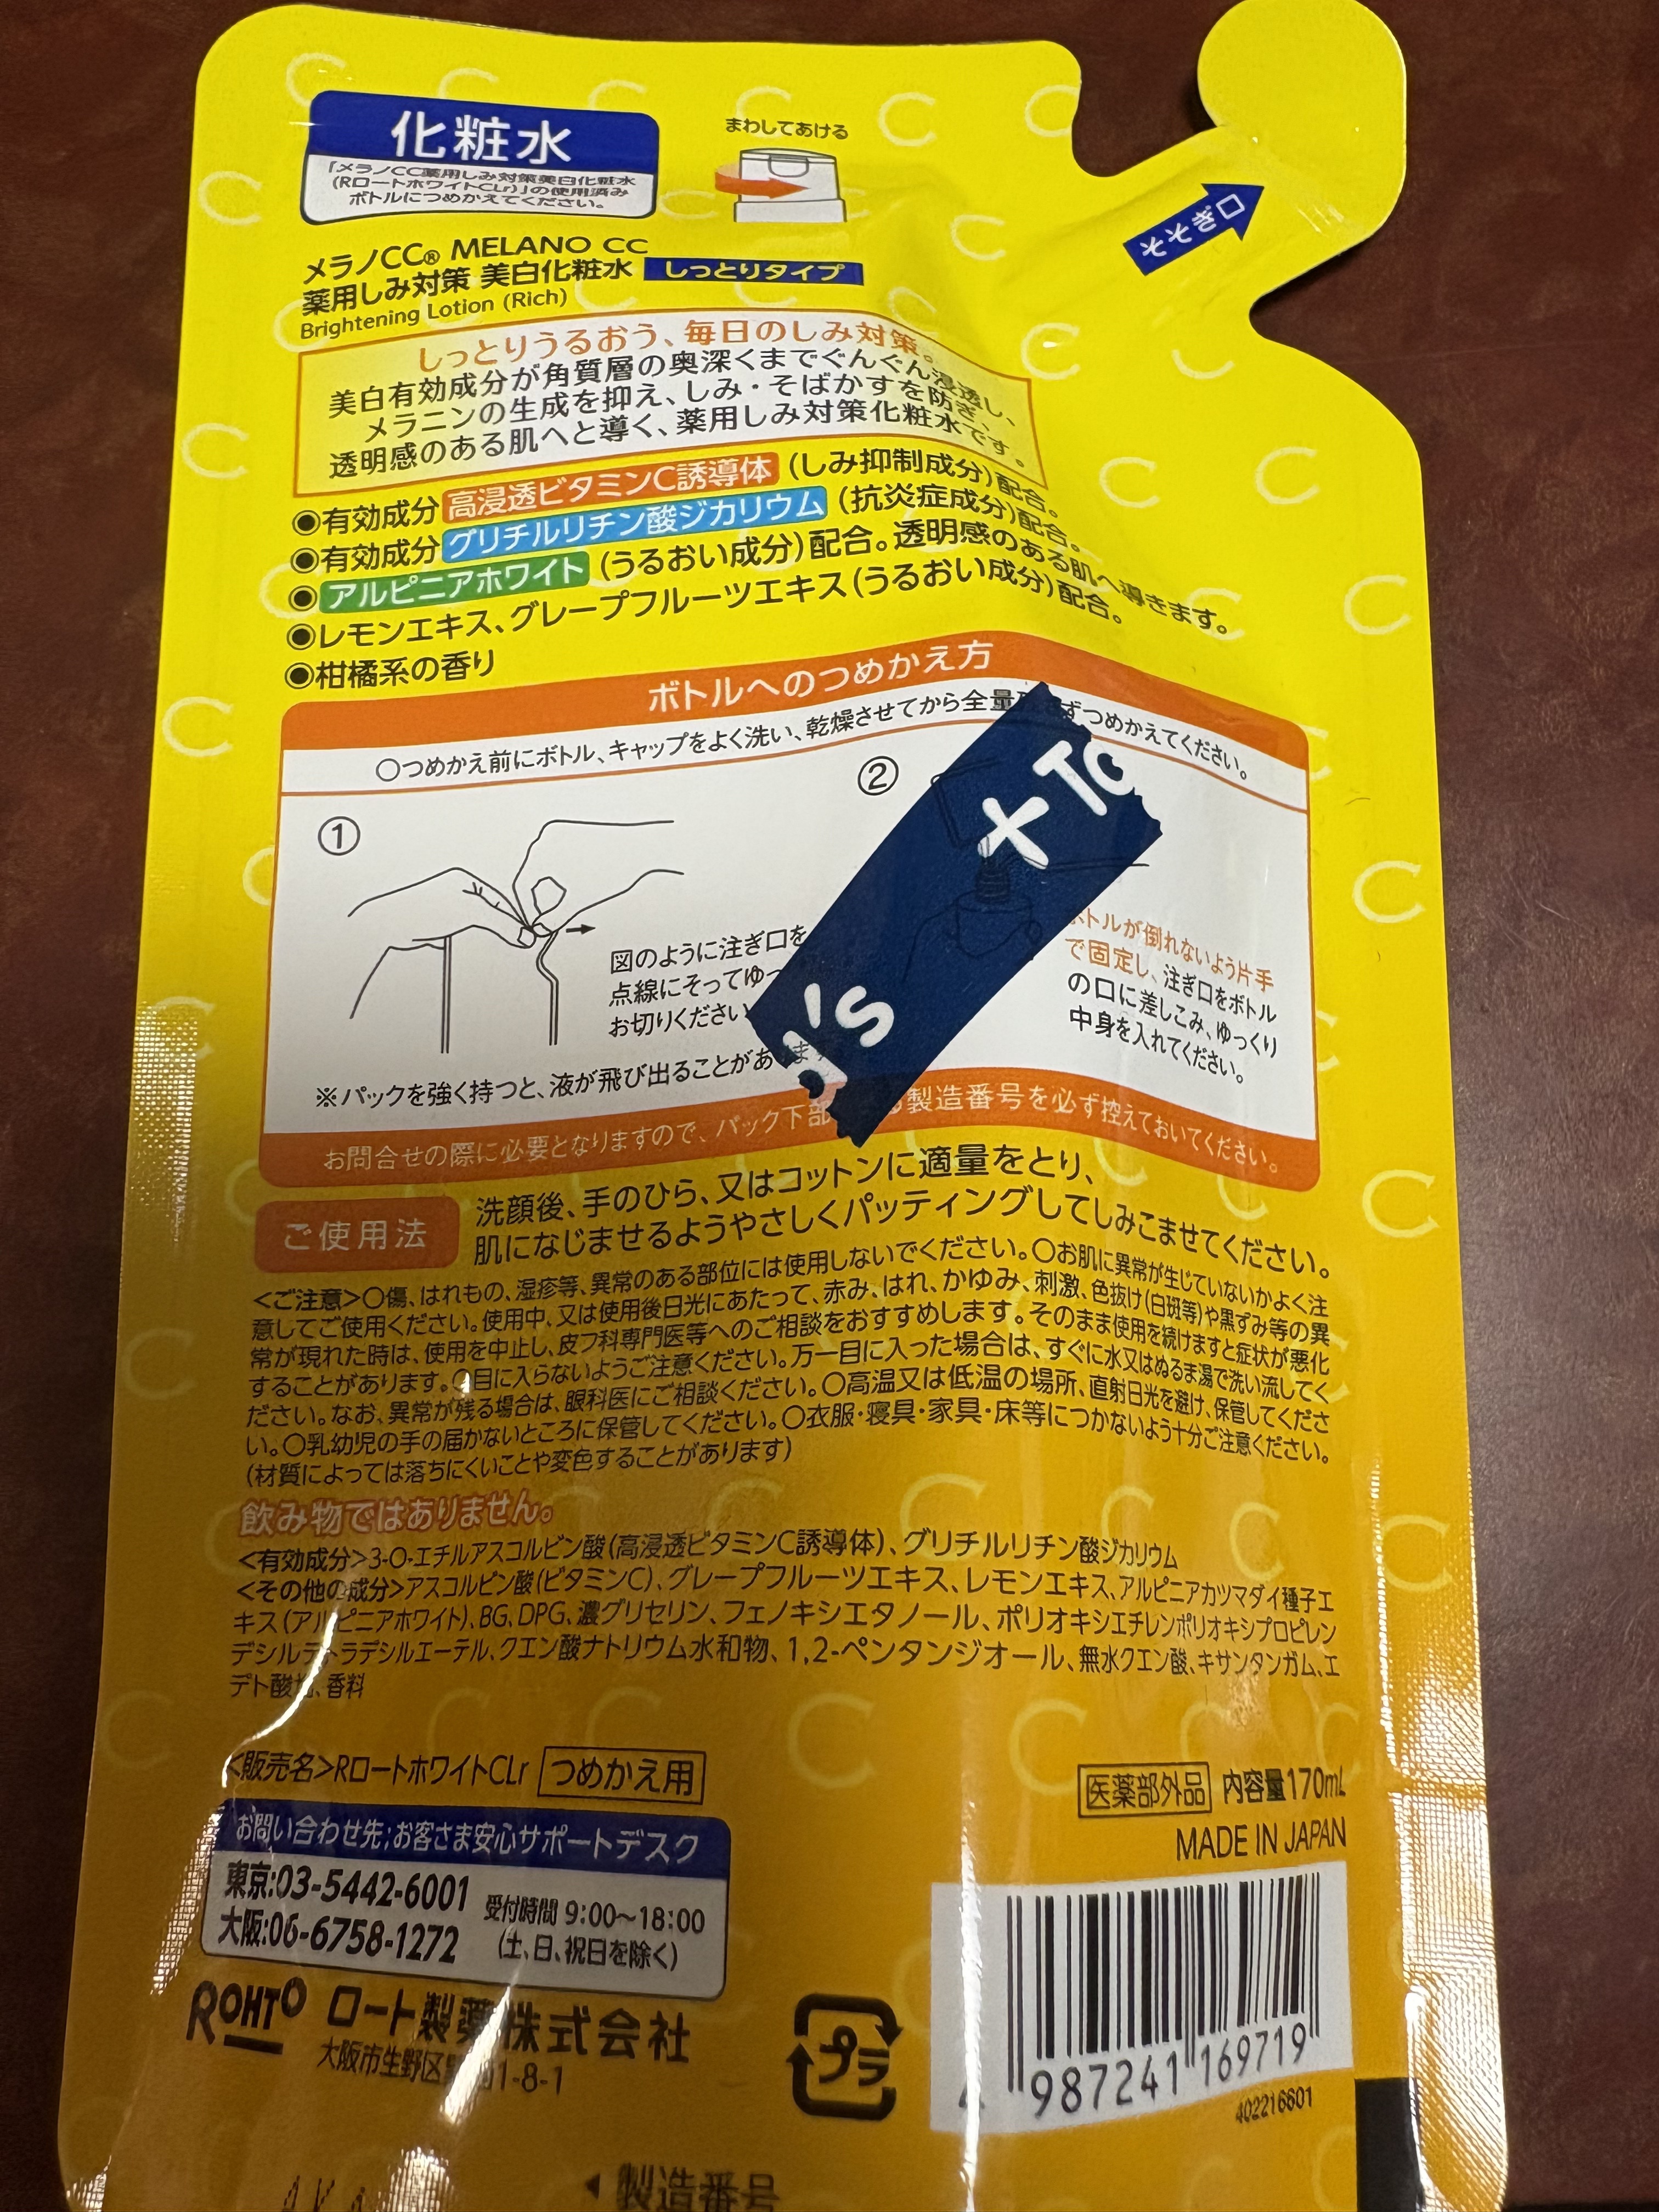 化粧水
「メラノCC薬用しみ対策美白化粧水
(RロートホワイトCLr)」の使用済み
ボトルにつめかえてください。
まわしてあける
そそぎ口
メラノCC® MELANO CC
薬用しみ対策 美白化粧水 しっとりタイプ
Brightening Lotion (Rich)
しっとりうるおう、毎日のしみ対策。
美白有効成分が角質層の奥深くまでぐんぐん浸透し、
メラニンの生成を抑え、しみ・そばかすを防ぎ、
透明感のある肌へと導く、薬用しみ対策化粧水です。
◉有効成分 高浸透ビタミンC誘導体 (しみ抑制成分)配合。
◉有効成分 グリチルリチン酸ジカリウム (抗炎症成分)配合。
◉アルピニアホワイト (うるおい成分)配合。透明感のある肌へ導きます。
◉レモンエキス、グレープフルーツエキス(うるおい成分)配合。
◉柑橘系の香り
ボトルへのつめかえ方
○つめかえ前にボトル、キャップをよく洗い、乾燥させてから全量 ずつめかえてください。
①
図のように注ぎ口を
点線にそってゆっ
お切りください
②
+ To
's
ボトルが倒れないよう片手
で固定し、注ぎ口をボトル
の口に差しこみ、ゆっくり
中身を入れてください。
※パックを強く持つと、液が飛び出ることがあります
お問合せの際に必要となりますので、パック下部 製造番号を必ず控えておいてください。
ご使用法
洗顔後、手のひら、又はコットンに適量をとり、
肌になじませるようやさしくパッティングしてしみこませてください。
<ご注意>○傷、はれもの、湿疹等、異常のある部位には使用しないでください。○お肌に異常が生じていないかよく注
意してご使用ください。使用中、又は使用後日光にあたって、赤み、はれ、かゆみ、刺激、色抜け(白斑等)や黒ずみ等の異
常が現れた時は、使用を中止し、皮フ科専門医等へのご相談をおすすめします。そのまま使用を続けますと症状が悪化
することがあります。○目に入らないようご注意ください。万一目に入った場合は、すぐに水又はぬるま湯で洗い流してく
ださい。なお、異常が残る場合は、眼科医にご相談ください。○高温又は低温の場所、直射日光を避け、保管してくださ
い。○乳幼児の手の届かないところに保管してください。○衣服・寝具・家具・床等につかないよう十分ご注意ください。
(材質によっては落ちにくいことや変色することがあります)
飲み物ではありません。
<有効成分>3-O-エチルアスコルビン酸(高浸透ビタミンC誘導体)、グリチルリチン酸ジカリウム
<その他の成分>アスコルビン酸(ビタミンC)、グレープフルーツエキス、レモンエキス、アルピニアカツマダイ種子エ
キス(アルピニアホワイト)、BG、DPG、濃グリセリン、フェノキシエタノール、ポリオキシエチレンポリオキシプロピレン
デシルテトラデシルエーテル、クエン酸ナトリウム水和物、1,2-ペンタンジオール、無水クエン酸、キサンタンガム、エ
デト酸塩、香料
<販売名>RロートホワイトCLr つめかえ用
医薬部外品 内容量170mL
MADE IN JAPAN
お問い合わせ先;お客さま安心サポートデスク
東京:03-5442-6001
大阪:06-6758-1272
受付時間 9:00~18:00
(土、日、祝日を除く)
ROHTO ロート製薬株式会社
大阪市生野区 1-8-1
プラ
4 987241 169719
402216601
◀製造番号